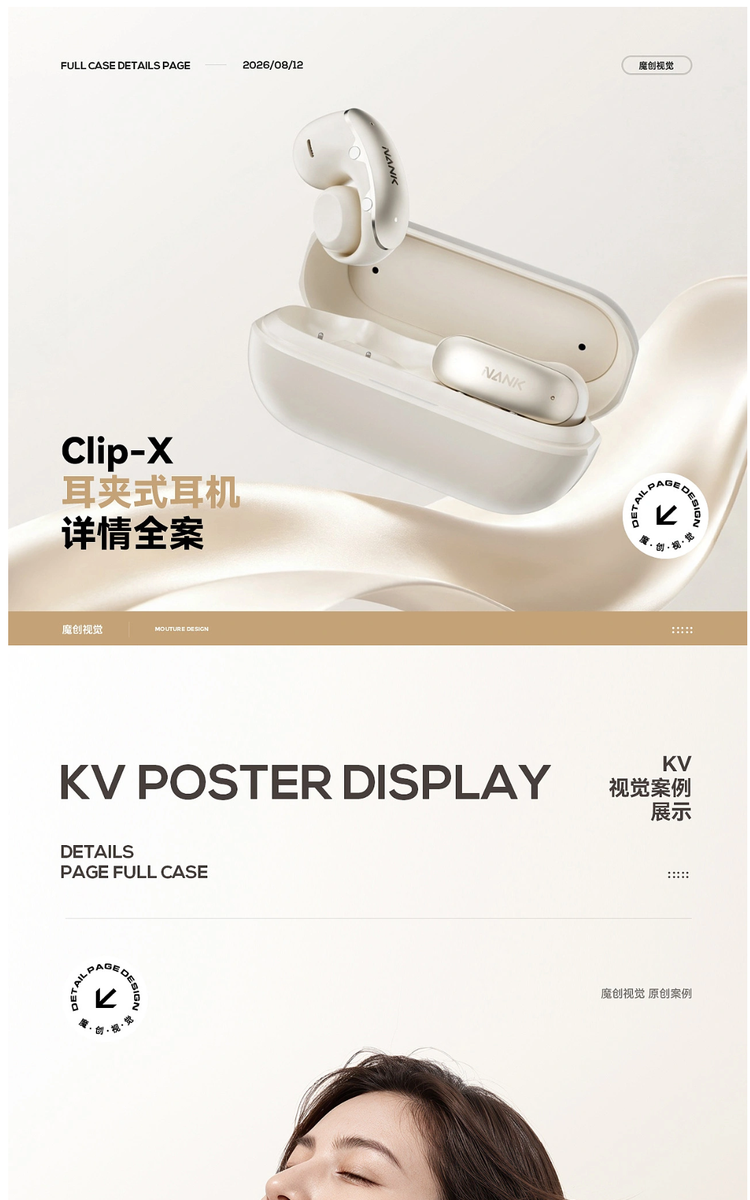 FULL CASE DETAILS PAGE
2026/08/12
魔创视觉
NANK
NANK
Clip-X
耳夹式耳机
详情全案
DETAIL PAGE DESIGN
魔·创·视·觉
魔创视觉
MOUTURE DESIGN
KV POSTER DISPLAY
KV
视觉案例
展示
DETAILS
PAGE FULL CASE
DETAIL PAGE DESIGN
魔·创·视·觉
魔创视觉 原创案例